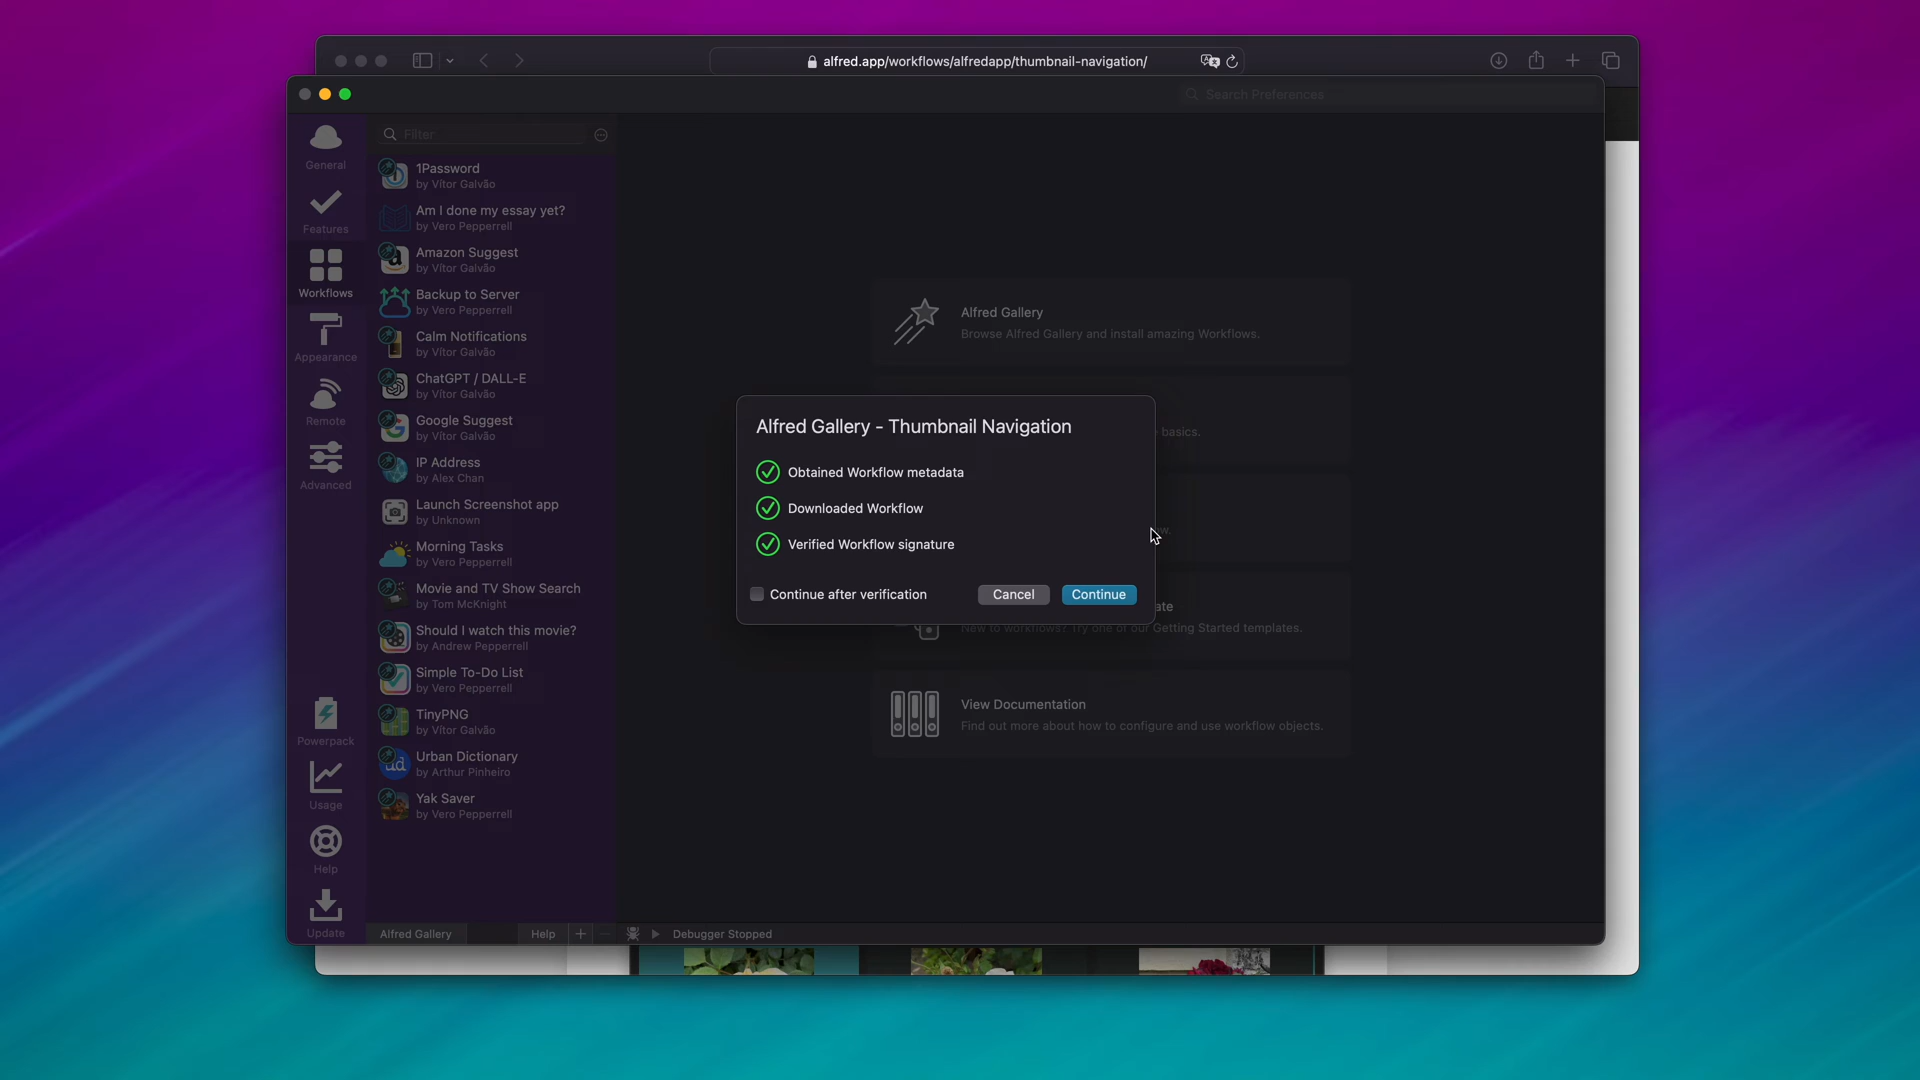 alfred.app/workflows/alfredapp/thumbnail-navigation/
Search Preferences
General
Features
Workflows
Appearance
Remote
Advanced
Powerpack
Usage
Help
Update
Filter
1Password
by Vítor Galvão
Am I done my essay yet?
by Vero Pepperrell
Amazon Suggest
by Vítor Galvão
Backup to Server
by Vero Pepperrell
Calm Notifications
by Vítor Galvão
ChatGPT / DALL-E
by Vítor Galvão
Google Suggest
by Vítor Galvão
IP Address
by Alex Chan
Launch Screenshot app
by Unknown
Morning Tasks
by Vero Pepperrell
Movie and TV Show Search
by Tom McKnight
Should I watch this movie?
by Andrew Pepperrell
Simple To-Do List
by Vero Pepperrell
TinyPNG
by Vítor Galvão
Urban Dictionary
by Arthur Pinheiro
Yak Saver
by Vero Pepperrell
Alfred Gallery
Browse Alfred Gallery and install amazing Workflows.
basics.
Alfred Gallery - Thumbnail Navigation
Obtained Workflow metadata
Downloaded Workflow
Verified Workflow signature
Continue after verification
Cancel
Continue
New to workflows? Try one of our Getting Started templates.
View Documentation
Find out more about how to configure and use workflow objects.
Alfred Gallery
Help
Debugger Stopped